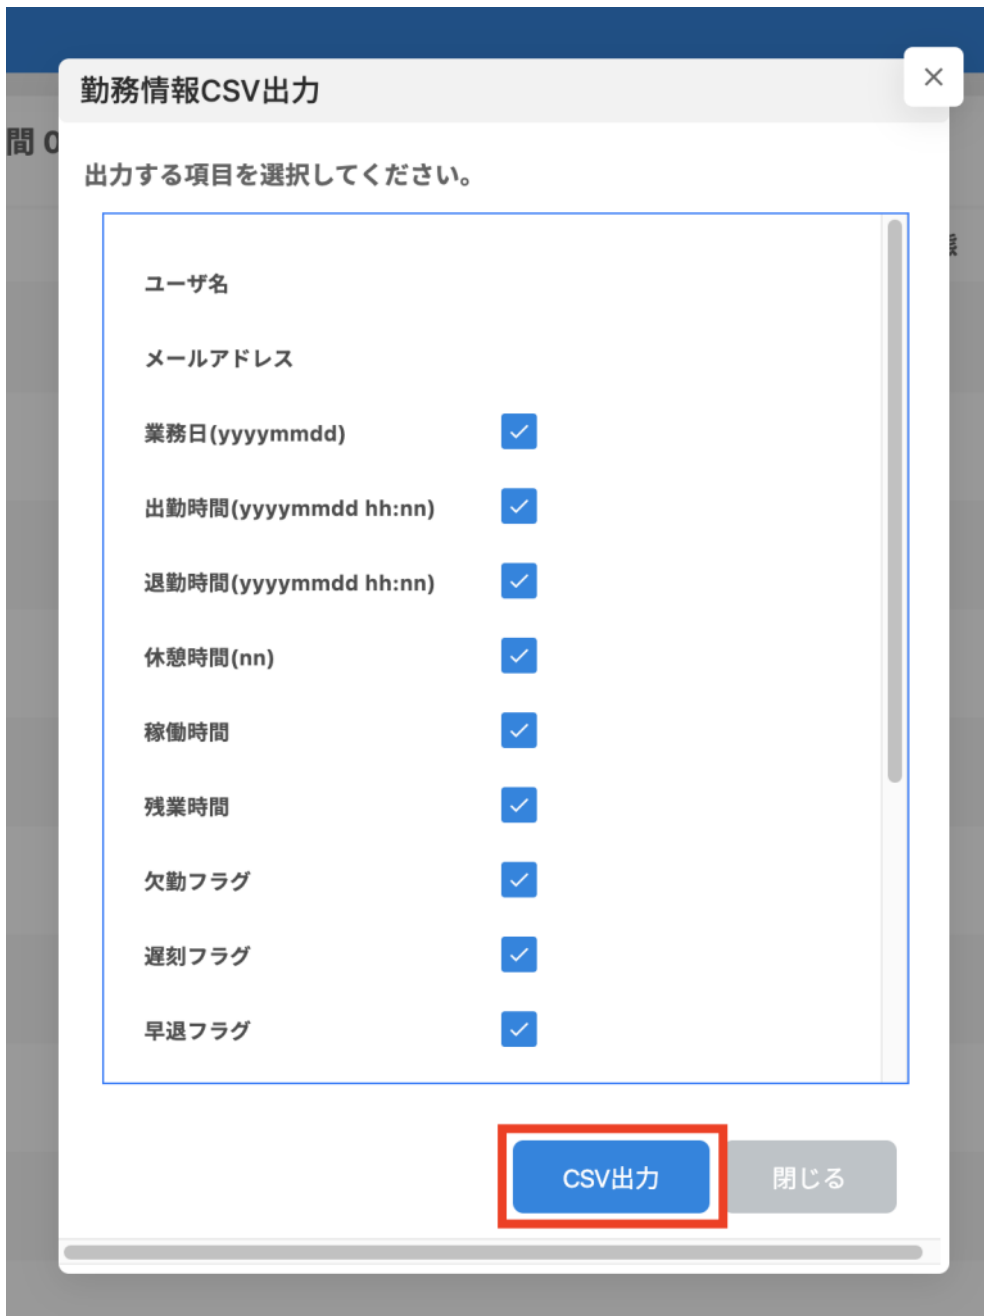 勤務情報CSV出力
間 0
出力する項目を選択してください。
ユーザ名
メールアドレス
業務日(yyyymmdd)
出勤時間(yyyymmdd hh:nn)
退勤時間(yyyymmdd hh:nn)
休憩時間(nn)
稼働時間
残業時間
欠勤フラグ
遅刻フラグ
早退フラグ
CSV出力
閉じる